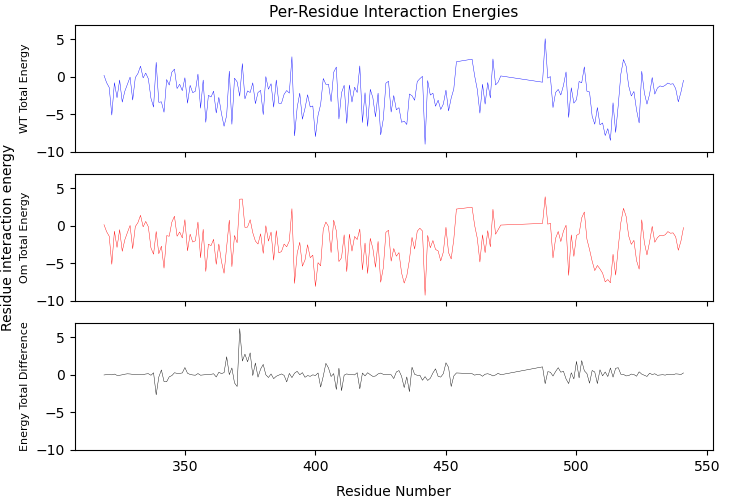 Per-Residue Interaction Energies
Residue interaction energy
WT Total Energy
5
0
−5
−10
Om Total Energy
5
0
−5
−10
Energy Total Difference
5
0
−5
−10
350 400 450 500 550
Residue Number